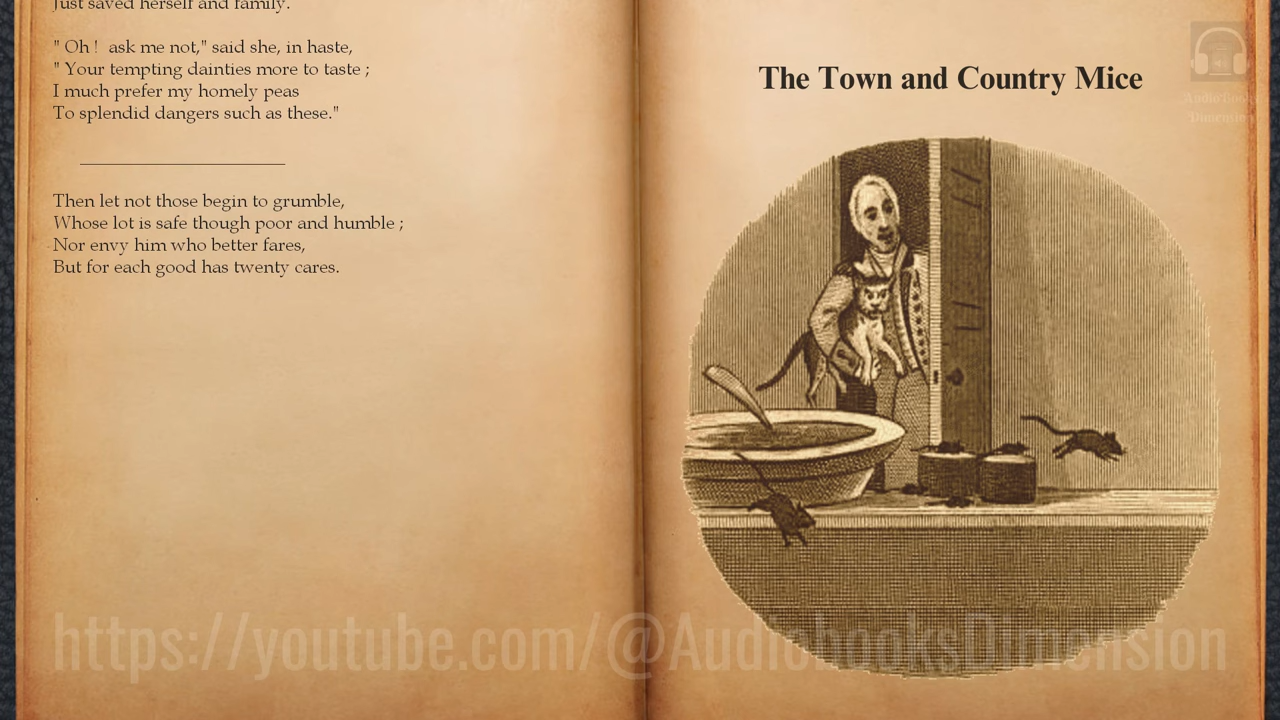 Just saved herself and family.
" Oh ! ask me not," said she, in haste,
" Your tempting dainties more to taste ;
I much prefer my homely peas
To splendid dangers such as these."
Then let not those begin to grumble,
Whose lot is safe though poor and humble ;
Nor envy him who better fares,
But for each good has twenty cares.
The Town and Country Mice
AudioBooks
Dimension
https://youtube.com/@AudiobooksDimension